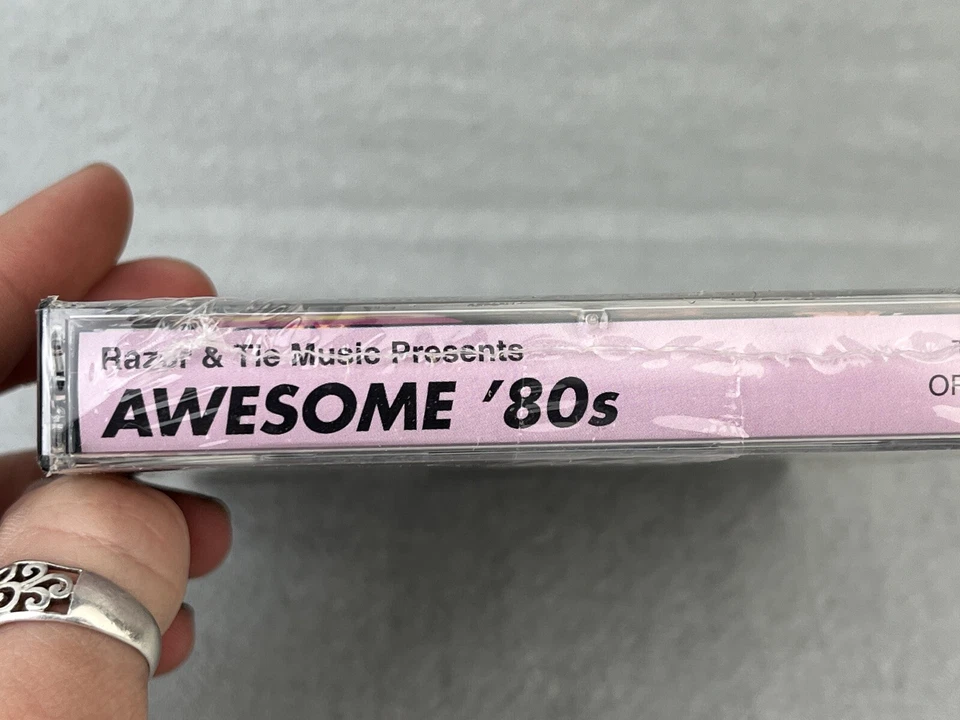 Razor & Tie Music Presents
AWESOME '80s